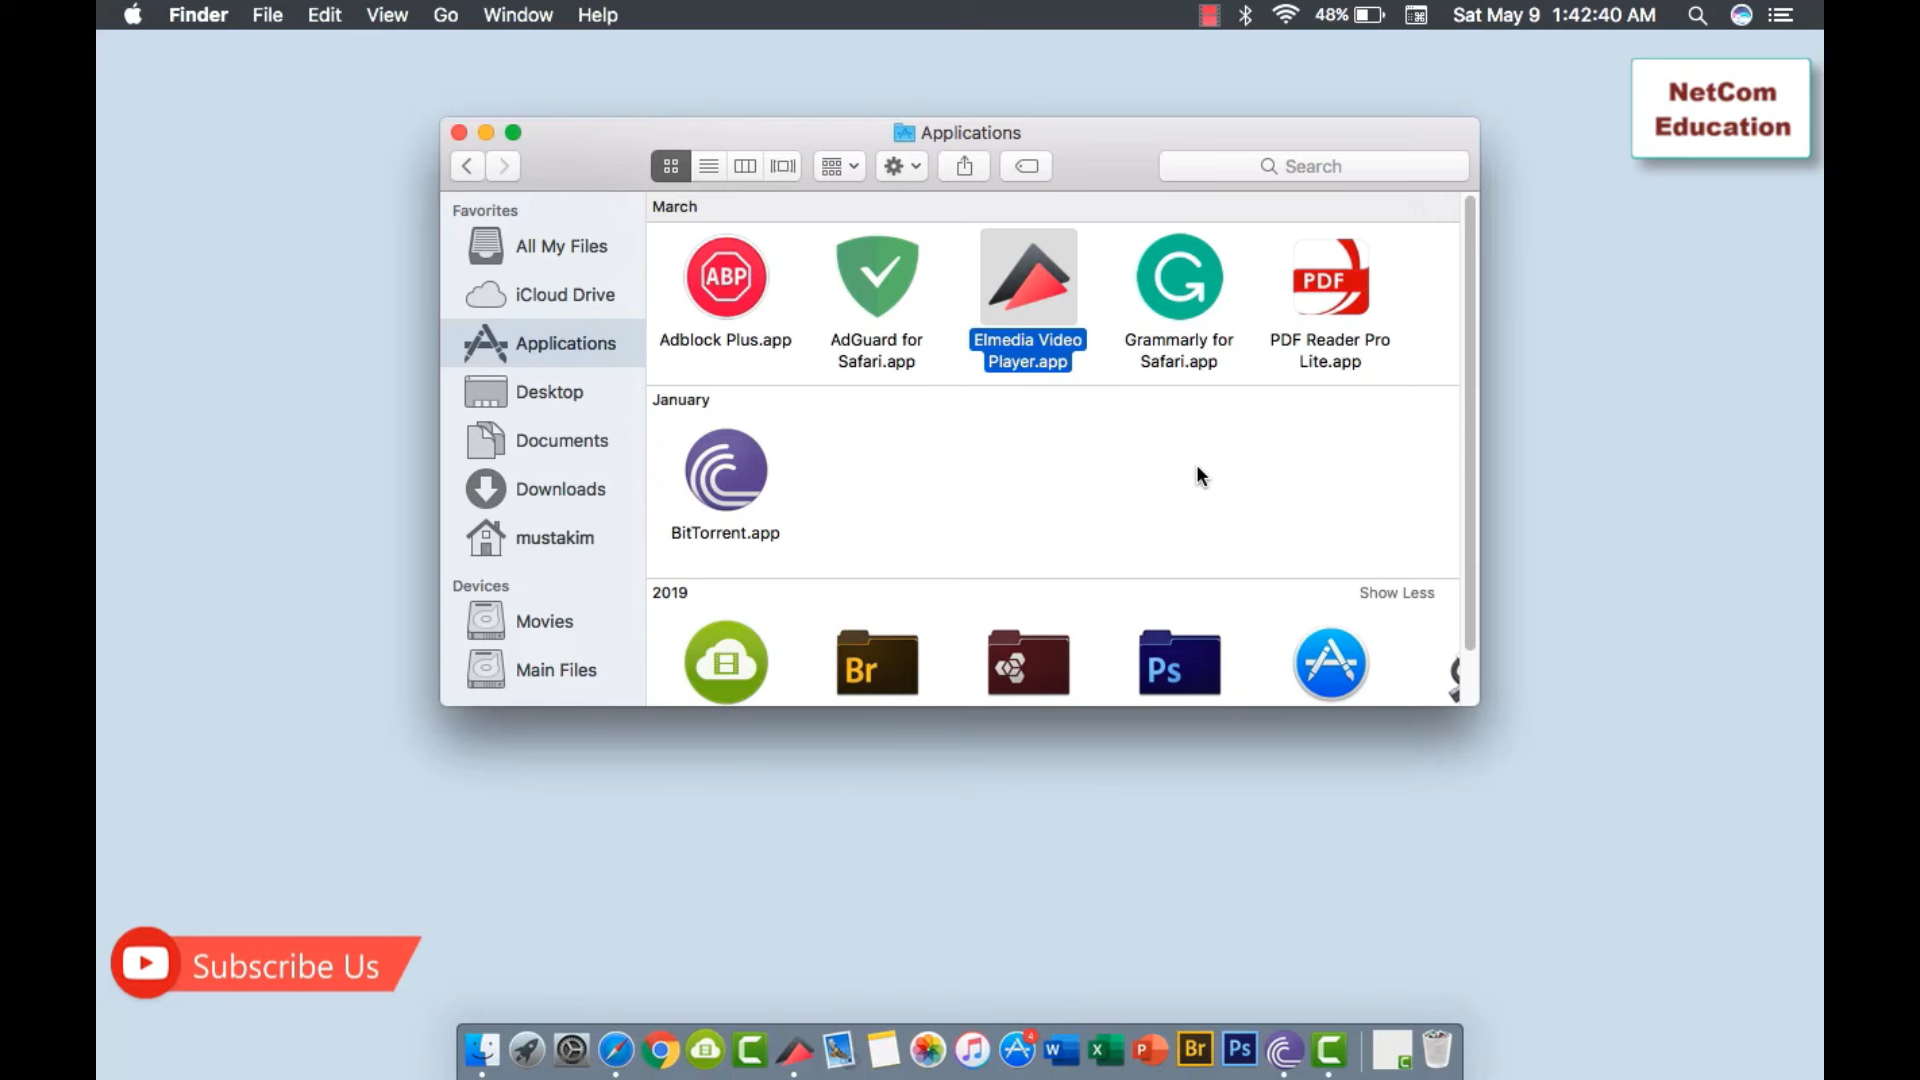 Finder File Edit View Go Window Help
48% Sat May 9 1:42:40 AM
NetCom
Education
Applications
Search
Favorites
All My Files
iCloud Drive
Applications
Desktop
Documents
Downloads
mustakim
Devices
Movies
Main Files
March
ABP
PDF
Adblock Plus.app
AdGuard for
Safari.app
Elmedia Video
Player.app
Grammarly for
Safari.app
PDF Reader Pro
Lite.app
January
BitTorrent.app
2019
Show Less
Br
Ps
Subscribe Us
4
W
X
P
Br
Ps